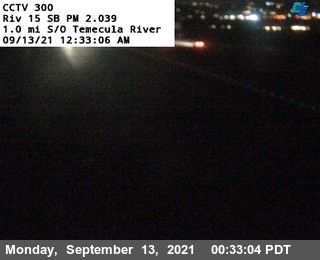 CCTV 300
Riv 15 SB PM 2.039
1.0 mi S/O Temecula River
09/13/21 12:33:06 AM
Monday, September 13, 2021 00:33:04 PDT